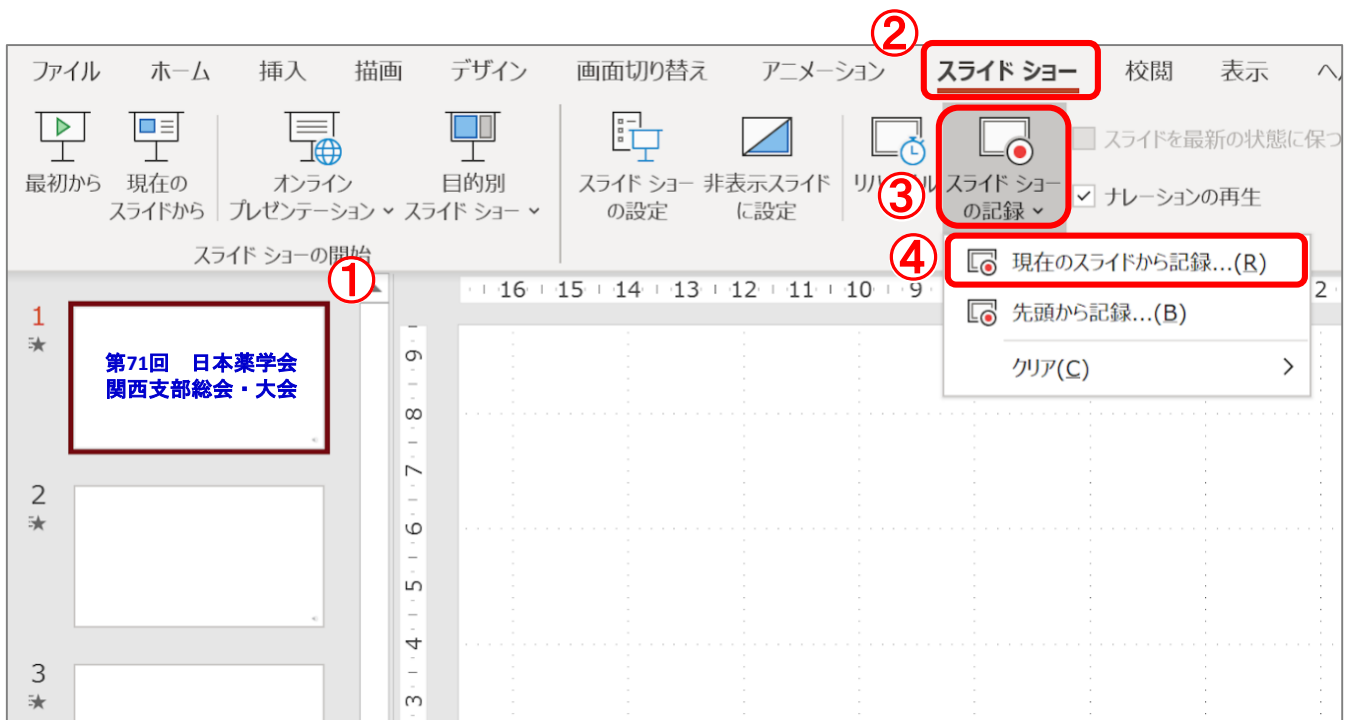 ②
ファイル ホーム 挿入 描画 デザイン 画面切り替え アニメーション スライド ショー 校閲 表示
最初から
現在の
スライドから
オンライン
プレゼンテーション
目的別
スライド ショー
スライド ショー
の設定
非表示スライド
に設定
③
スライド ショー
の記録
スライドを最新の状態に保つ
ナレーションの再生
スライド ショーの開始
④
現在のスライドから記録...(R)
先頭から記録...(B)
クリア(C)
①
16 15 14 13 12 11 10 9 2
1
第71回 日本薬学会
関西支部総会・大会
2
3
9
8
7
6
5
4
3